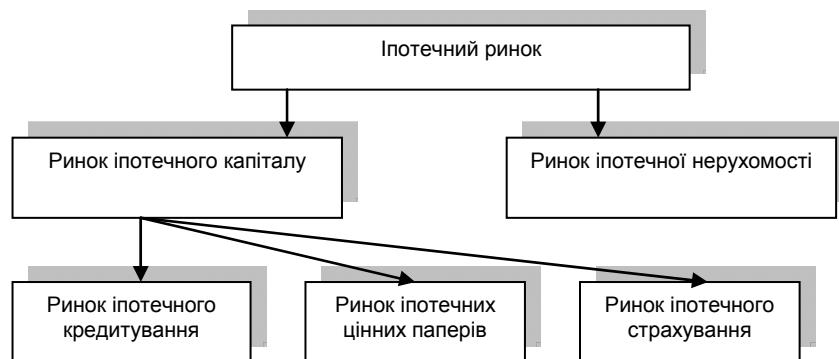 Іпотечний ринок
Ринок іпотечного капіталу
Ринок іпотечної нерухомості
Ринок іпотечного
кредитування
Ринок іпотечних
цінних паперів
Ринок іпотечного
страхування